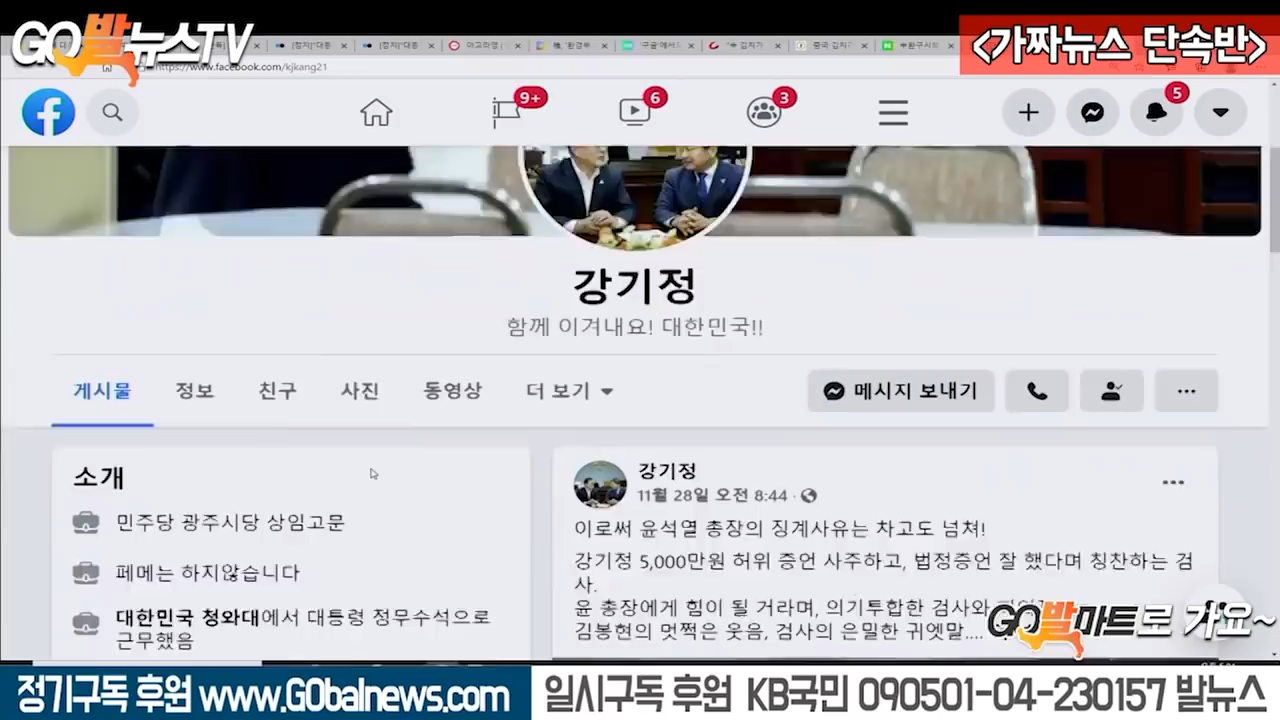 GO발뉴스TV
<가짜뉴스 단속반>
https://www.facebook.com/kjkang21
9+
6
3
5
강기정
함께 이겨내요! 대한민국!!
게시물
정보
친구
사진
동영상
더 보기
메시지 보내기
소개
민주당 광주시당 상임고문
페메는 하지않습니다
대한민국 청와대에서 대통령 정무수석으로
근무했음
강기정
11월 28일 오전 8:44
이로써 윤석열 총장의 징계사유는 차고도 넘쳐!
강기정 5,000만원 허위 증언 사주하고, 법정증언 잘 했다며 칭찬하는 검
사.
윤 총장에게 힘이 될 거라며, 의기투합한 검사와
김봉현의 멋쩍은 웃음, 검사의 은밀한 귀엣말....
GO발마트로 가요~
정기구독 후원 www.GObalnews.com
일시구독 후원 KB국민 090501-04-230157 발뉴스